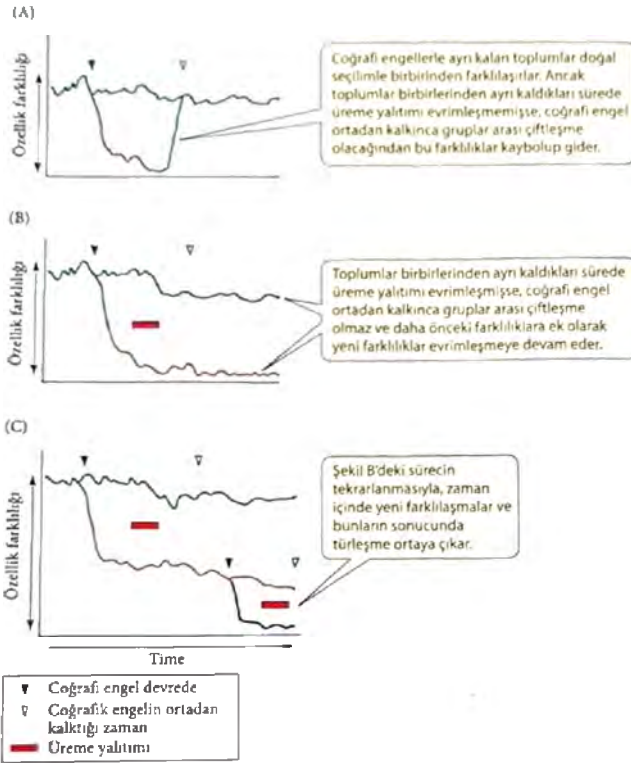 (A)
Özellik farklılığı
Coğrafi engellerle ayrı kalan toplumlar doğal
seçilimle birbirinden farklılaşırlar. Ancak
toplumlar birbirlerinden ayrı kaldıkları sürede
üreme yalıtımı evrimleşmemişse, coğrafi engel
ortadan kalkınca gruplar arası çiftleşme
olacağından bu farklılıklar kaybolup gider.
(B)
Özellik farklılığı
Toplumlar birbirlerinden ayrı kaldıkları sürede
üreme yalıtımı evrimleşmişse, coğrafi engel
ortadan kalkınca gruplar arası çiftleşme
olmaz ve daha önceki farklılıklara ek olarak
yeni farklılıklar evrimleşmeye devam eder.
(C)
Özellik farklılığı
Şekil B'deki sürecin
tekrarlanmasıyla, zaman
içinde yeni farklılaşmalar ve
bunların sonucunda
türleşme ortaya çıkar.
Time
Coğrafi engel devrede
Coğrafik engelin ortadan
kalktığı zaman
Üreme yalıtımı